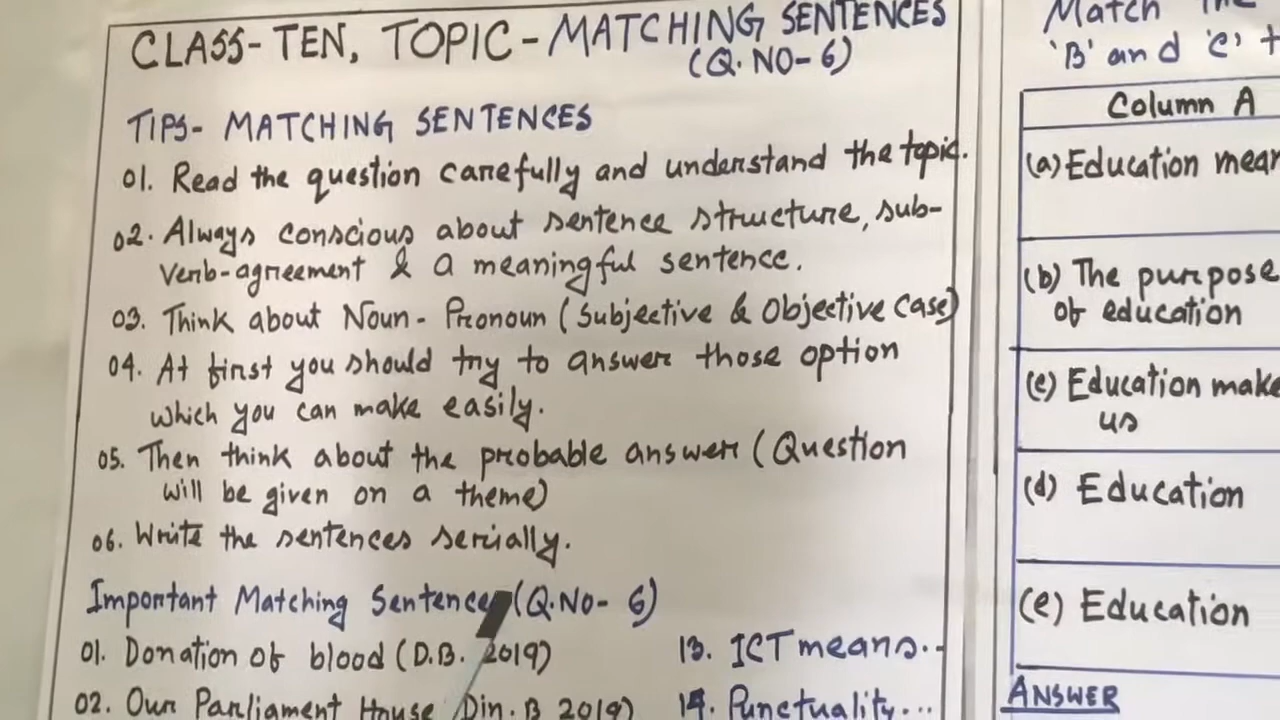 CLASS-TEN, TOPIC-MATCHING SENTENCES
(Q.NO-6)
TIPS- MATCHING SENTENCES
01. Read the question carefully and understand the topic.
02. Always conscious about sentence structure, sub-
verb-agreement & a meaningful sentence.
03. Think about Noun- Pronoun (Subjective & Objective Case)
04. At first you should try to answer those option
which you can make easily.
05. Then think about the probable answer (Question
will be given on a theme)
06. Write the sentences serially.
Important Matching Sentence (Q.NO- 6)
01. Donation of blood (D.B. 2019)
02. Our Parliament House Din.B 2019)
13. ICT means..
14. Punctuality...
Match
'B' and 'C'
Column A
(a) Education mean
(b) The purpose
of education
(c) Education make
us
(d) Education
(e) Education
ANSWER